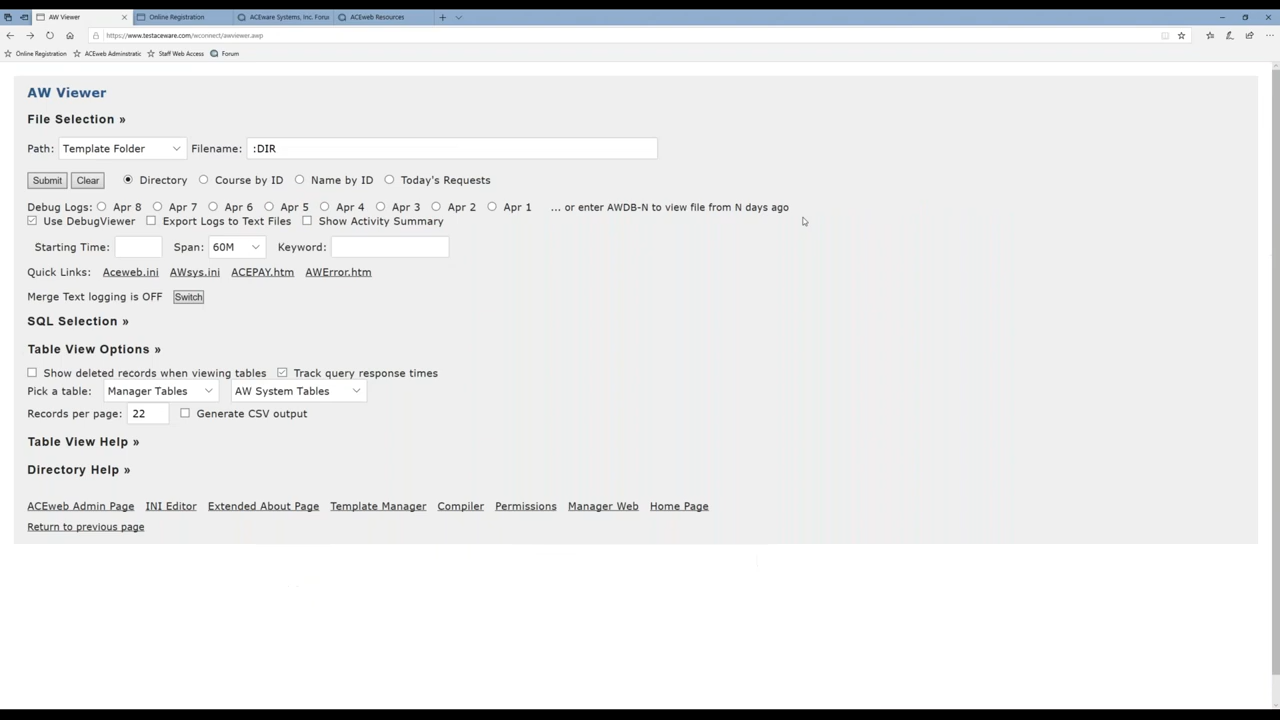 AW Viewer
Online Registration
ACEware Systems, Inc. Foru
ACEweb Resources
https://www.testaceware.com/wconnect/awviewer.awp
Online Registration
ACEweb Adminstratic
Staff Web Access
Forum
AW Viewer
File Selection »
Path: Template Folder Filename: :DIR
Submit Clear Directory Course by ID Name by ID Today's Requests
Debug Logs: Apr 8 Apr 7 Apr 6 Apr 5 Apr 4 Apr 3 Apr 2 Apr 1 ... or enter AWDB-N to view file from N days ago
Use DebugViewer Export Logs to Text Files Show Activity Summary
Starting Time: Span: 60M Keyword:
Quick Links: Aceweb.ini AWsys.ini ACEPAY.htm AWError.htm
Merge Text logging is OFF Switch
SQL Selection »
Table View Options »
Show deleted records when viewing tables Track query response times
Pick a table: Manager Tables AW System Tables
Records per page: 22 Generate CSV output
Table View Help »
Directory Help »
ACEweb Admin Page INI Editor Extended About Page Template Manager Compiler Permissions Manager Web Home Page
Return to previous page